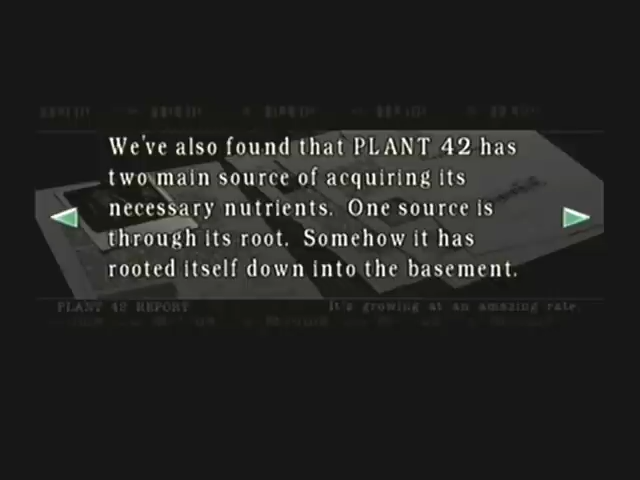 We've also found that PLANT 42 has
two main source of acquiring its
necessary nutrients. One source is
through its root. Somehow it has
rooted itself down into the basement.
PLANT 42 REPORT It's growing at an amazing rate.